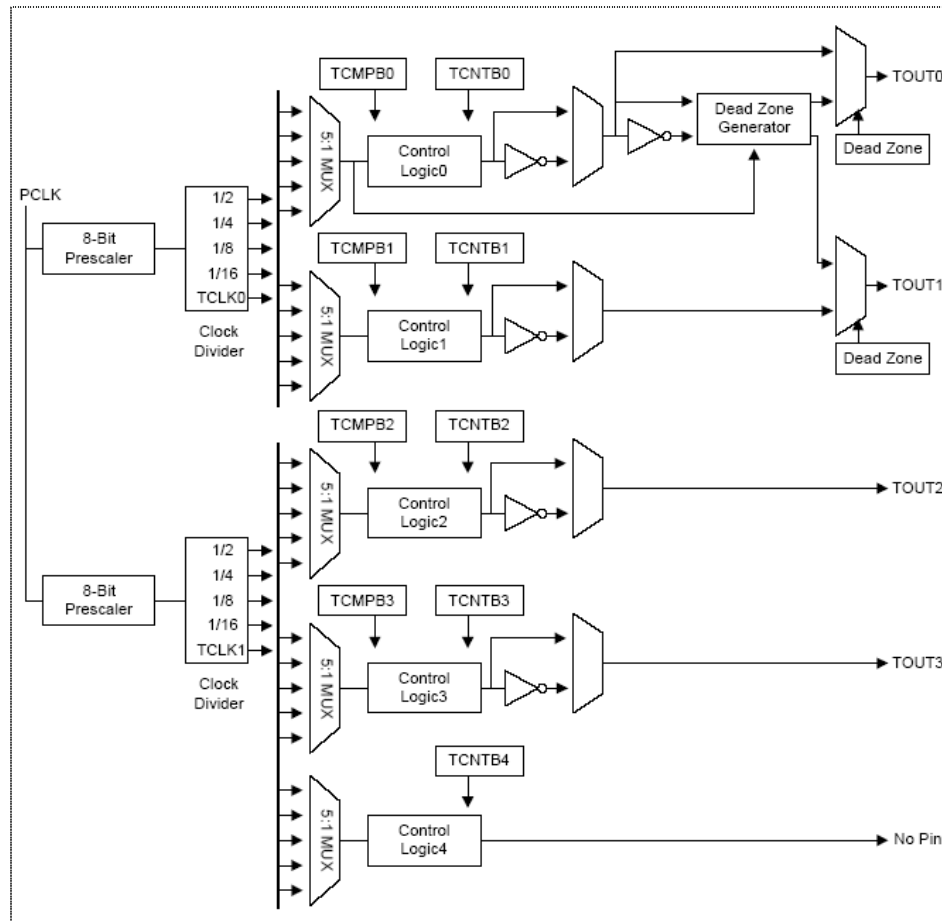 TCMPB0
TCNTB0
TOUT0
5:1 MUX
Control
Logic0
Dead Zone
Generator
Dead Zone
PCLK
8-Bit
Prescaler
1/2
1/4
1/8
1/16
TCLK0
Clock
Divider
TCMPB1
TCNTB1
TOUT1
5:1 MUX
Control
Logic1
Dead Zone
TCMPB2
TCNTB2
TOUT2
5:1 MUX
Control
Logic2
8-Bit
Prescaler
1/2
1/4
1/8
1/16
TCLK1
Clock
Divider
TCMPB3
TCNTB3
TOUT3
5:1 MUX
Control
Logic3
TCNTB4
5:1 MUX
Control
Logic4
No Pin